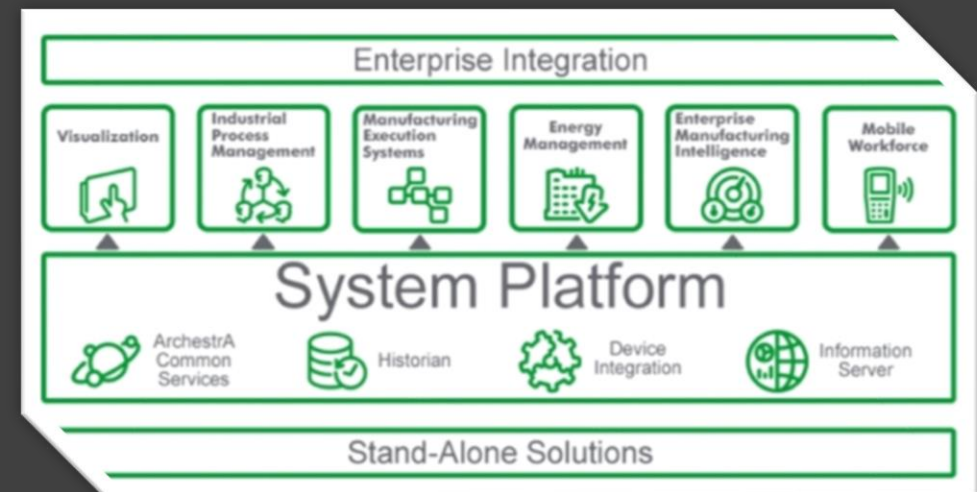 Enterprise Integration
Visualization
Industrial
Process
Management
Manufacturing
Execution
Systems
Energy
Management
Enterprise
Manufacturing
Intelligence
Mobile
Workforce
System Platform
ArchestrA
Common
Services
Historian
Device
Integration
Information
Server
Stand-Alone Solutions